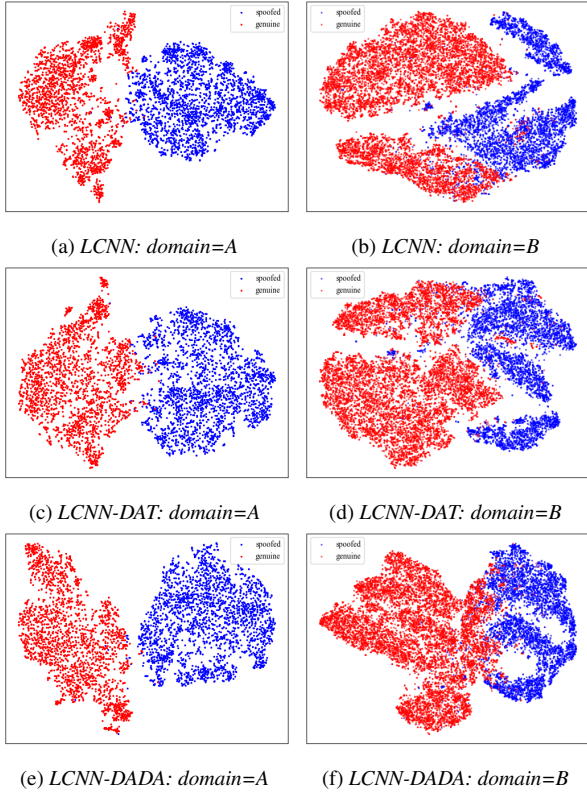 spoofed
genuine
spoofed
genuine
(a) LCNN: domain=A
(b) LCNN: domain=B
spoofed
genuine
spoofed
genuine
(c) LCNN-DAT: domain=A
(d) LCNN-DAT: domain=B
spoofed
genuine
spoofed
genuine
(e) LCNN-DADA: domain=A
(f) LCNN-DADA: domain=B